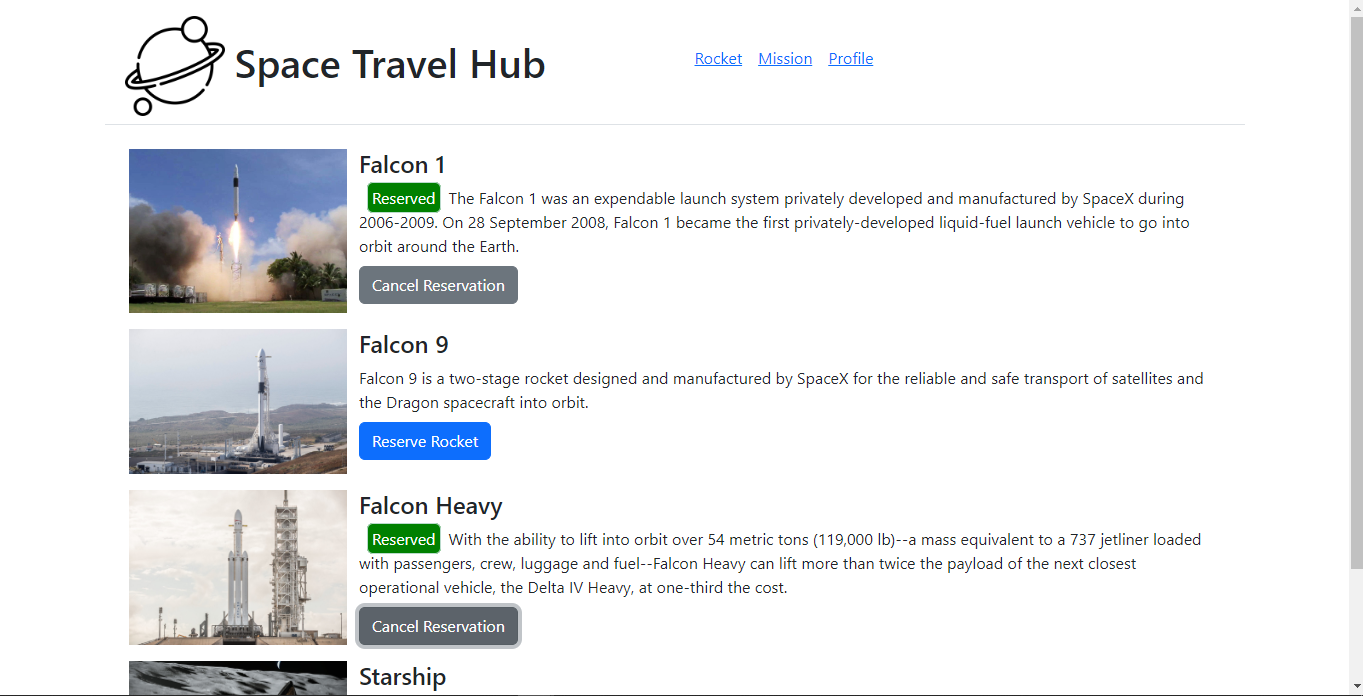 Space Travel Hub
Rocket Mission Profile
Falcon 1
Reserved The Falcon 1 was an expendable launch system privately developed and manufactured by SpaceX during
2006-2009. On 28 September 2008, Falcon 1 became the first privately-developed liquid-fuel launch vehicle to go into
orbit around the Earth.
Cancel Reservation
Falcon 9
Falcon 9 is a two-stage rocket designed and manufactured by SpaceX for the reliable and safe transport of satellites and
the Dragon spacecraft into orbit.
Reserve Rocket
Falcon Heavy
Reserved With the ability to lift into orbit over 54 metric tons (119,000 lb)--a mass equivalent to a 737 jetliner loaded
with passengers, crew, luggage and fuel--Falcon Heavy can lift more than twice the payload of the next closest
operational vehicle, the Delta IV Heavy, at one-third the cost.
Cancel Reservation
Starship